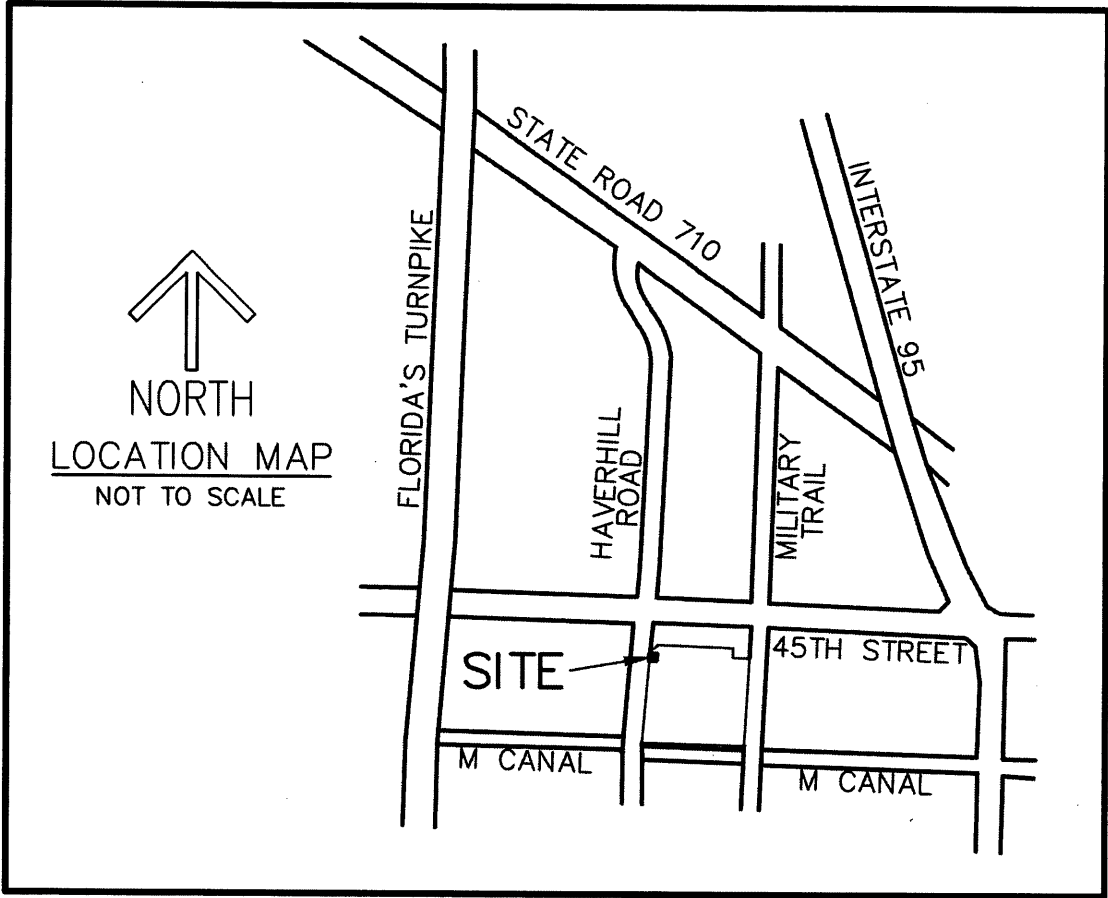 STATE ROAD 710
INTERSTATE 95
FLORIDA'S TURNPIKE
NORTH
LOCATION MAP
NOT TO SCALE
HAVERHILL
ROAD
MILITARY
TRAIL
45TH STREET
SITE
M CANAL
M CANAL